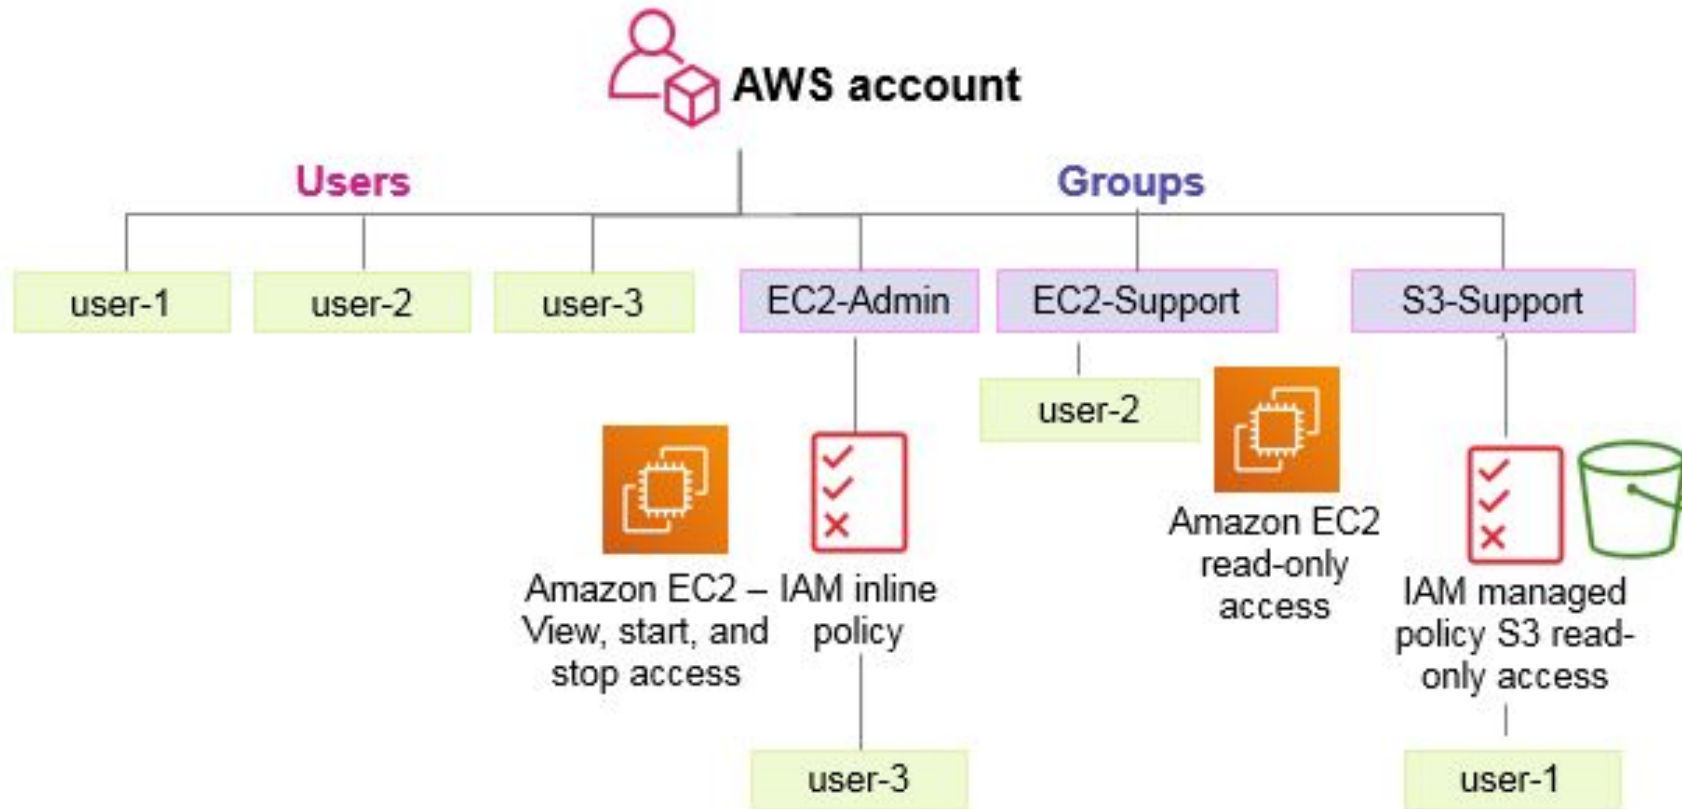 AWS account
Users
Groups
user-1
user-2
user-3
EC2-Admin
EC2-Support
S3-Support
user-2
Amazon EC2 –
View, start, and
stop access
IAM inline
policy
Amazon EC2
read-only
access
IAM managed
policy S3 read-
only access
user-3
user-1